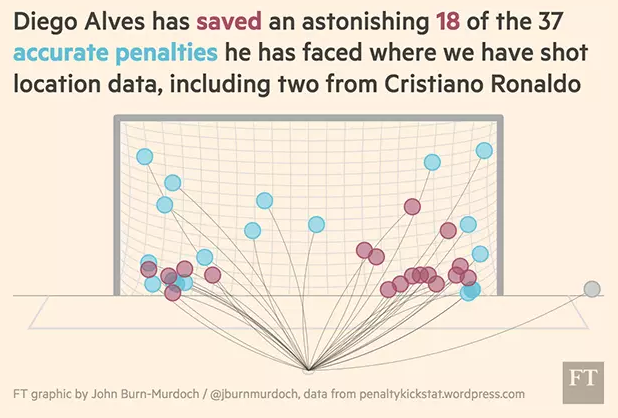 Diego Alves has saved an astonishing 18 of the 37
accurate penalties he has faced where we have shot
location data, including two from Cristiano Ronaldo
FT graphic by John Burn-Murdoch / @jburnmurdoch, data from penaltykickstat.wordpress.com
FT